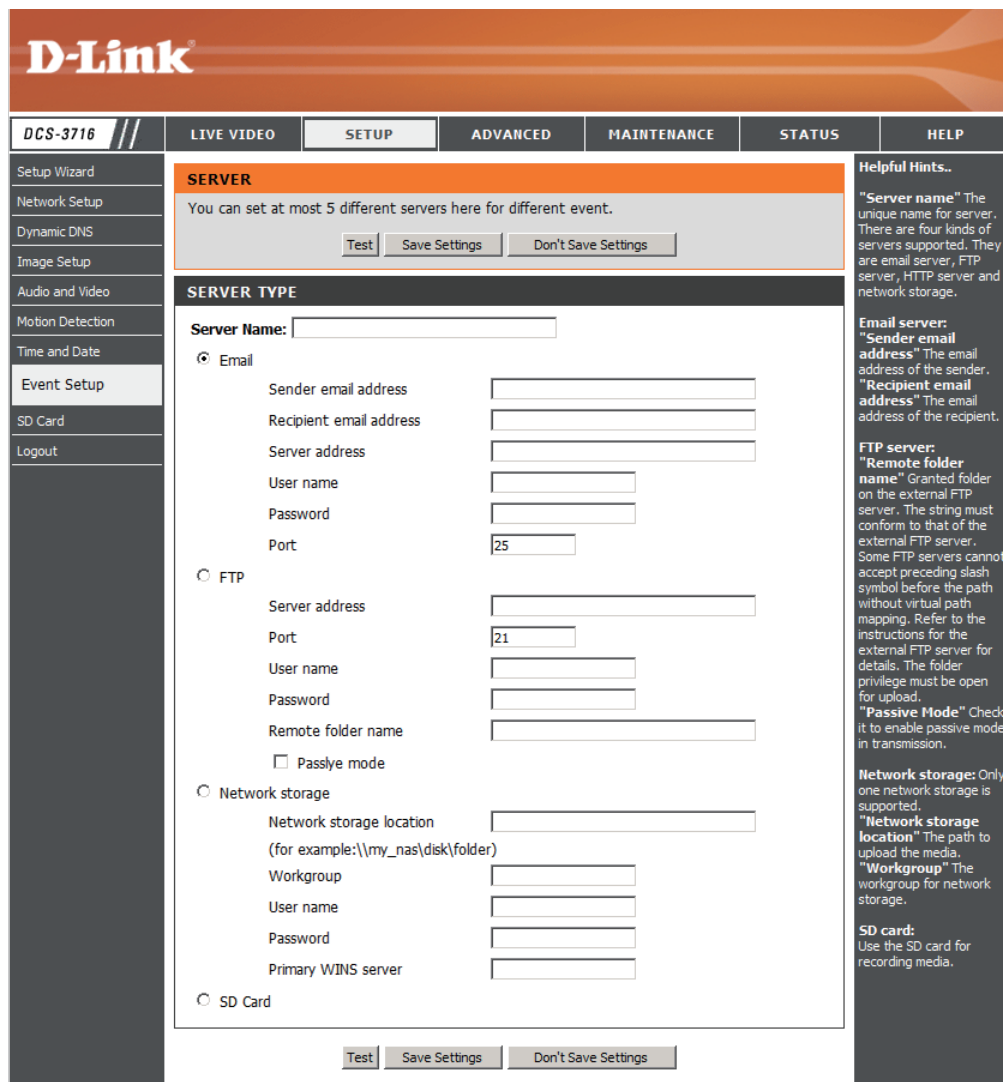 D-Link®
DCS-3716
LIVE VIDEO
SETUP
ADVANCED
MAINTENANCE
STATUS
HELP
Setup Wizard
Network Setup
Dynamic DNS
Image Setup
Audio and Video
Motion Detection
Time and Date
Event Setup
SD Card
Logout
SERVER
You can set at most 5 different servers here for different event.
Test
Save Settings
Don't Save Settings
SERVER TYPE
Server Name:
Email
Sender email address
Recipient email address
Server address
User name
Password
Port 25
FTP
Server address
Port 21
User name
Password
Remote folder name
Passlye mode
Network storage
Network storage location
(for example:\\my_nas\disk\folder)
Workgroup
User name
Password
Primary WINS server
SD Card
Test
Save Settings
Don't Save Settings
Helpful Hints..
"Server name" The
unique name for server.
There are four kinds of
servers supported. They
are email server, FTP
server, HTTP server and
network storage.
Email server:
"Sender email
address" The email
address of the sender.
"Recipient email
address" The email
address of the recipient.
FTP server:
"Remote folder
name" Granted folder
on the external FTP
server. The string must
conform to that of the
external FTP server.
Some FTP servers cannot
accept preceding slash
symbol before the path
without virtual path
mapping. Refer to the
instructions for the
external FTP server for
details. The folder
privilege must be open
for upload.
"Passive Mode" Check
it to enable passive mode
in transmission.
Network storage: Only
one network storage is
supported.
"Network storage
location" The path to
upload the media.
"Workgroup" The
workgroup for network
storage.
SD card:
Use the SD card for
recording media.